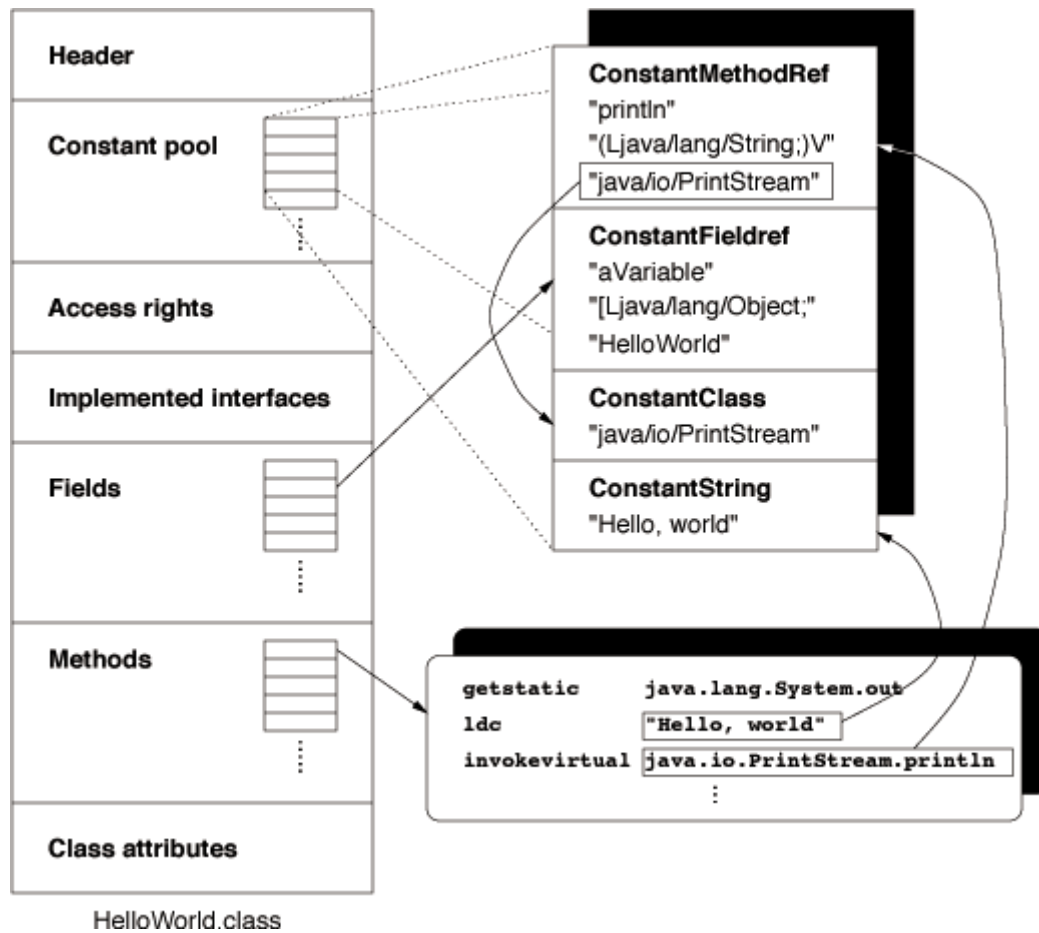 Header
Constant pool
Access rights
Implemented interfaces
Fields
Methods
Class attributes
HelloWorld.class
ConstantMethodRef
"println"
"(Ljava/lang/String;)V"
"java/io/PrintStream"
ConstantFieldref
"aVariable"
"[Ljava/lang/Object;"
"HelloWorld"
ConstantClass
"java/io/PrintStream"
ConstantString
"Hello, world"
getstatic java.lang.System.out
ldc "Hello, world"
invokevirtual java.io.PrintStream.println